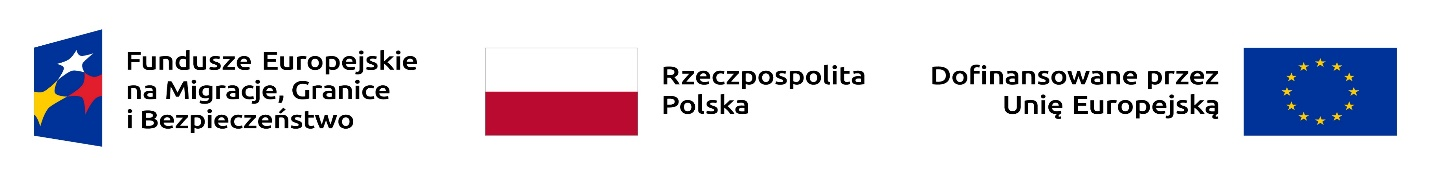 Fundusze Europejskie
na Migracje, Granice
i Bezpieczeństwo
Rzeczpospolita
Polska
Dofinansowane przez
Unię Europejską